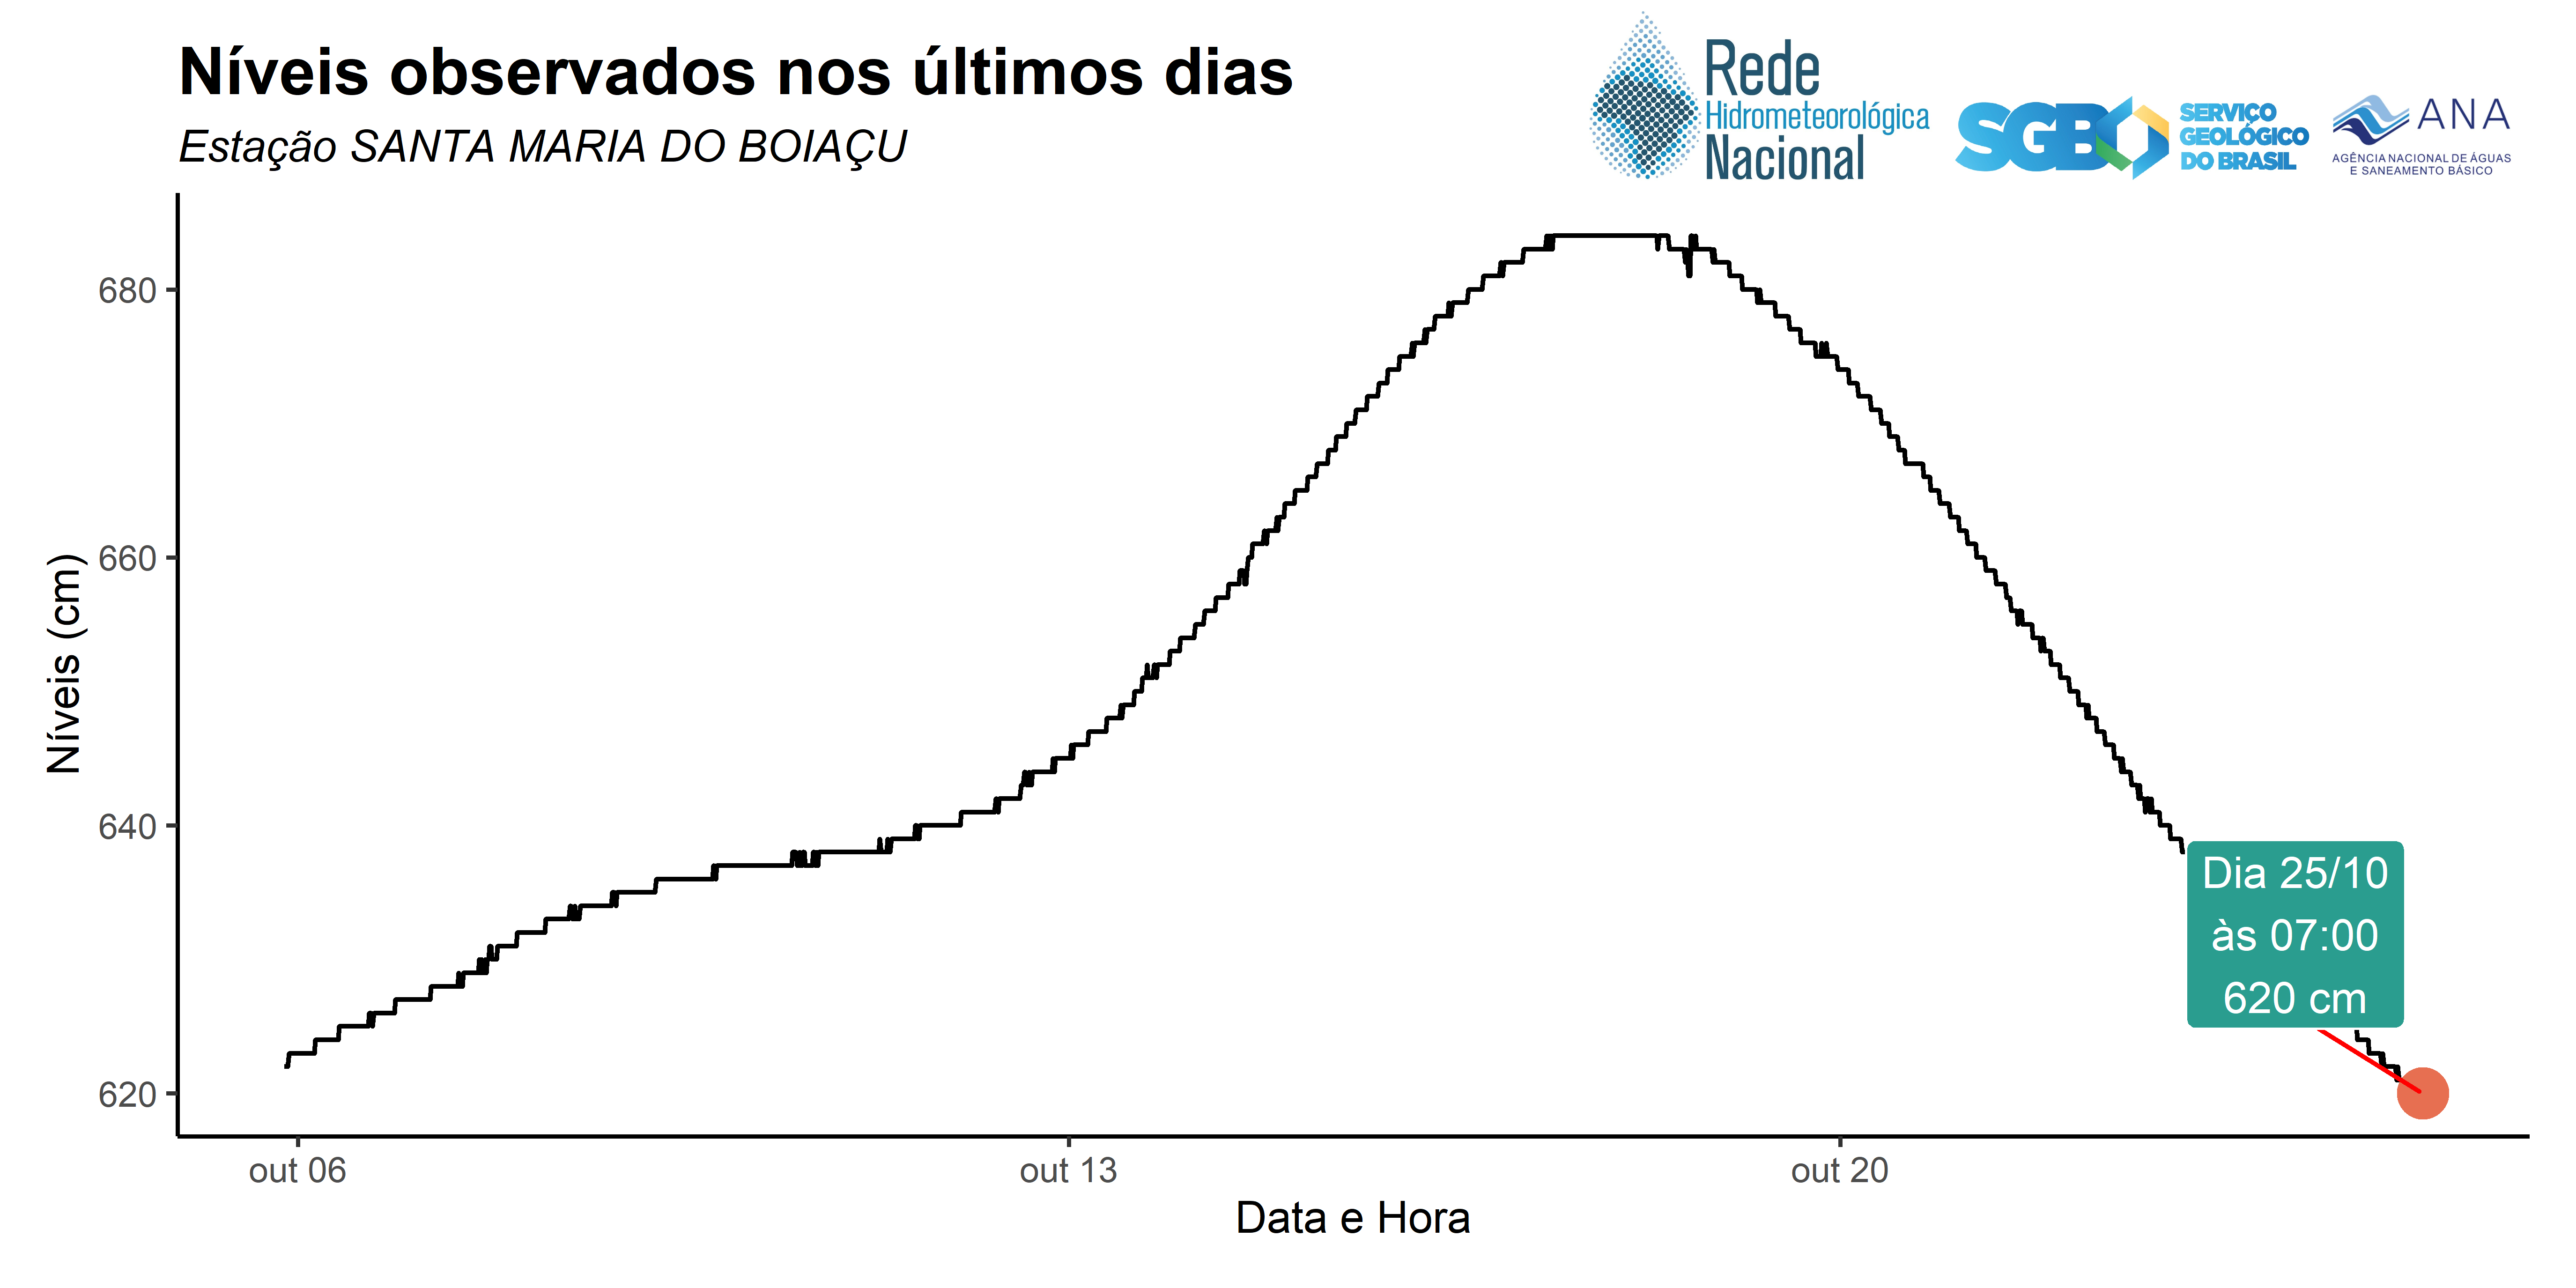 Níveis observados nos últimos dias
Estação SANTA MARIA DO BOIAÇU
Rede
Hidrometeorológica
Nacional
SGB
SERVIÇO
GEOLÓGICO
DO BRASIL
ANA
AGÊNCIA NACIONAL DE ÁGUAS
E SANEAMENTO BÁSICO
Níveis (cm)
680
660
640
620
Dia 25/10
às 07:00
620 cm
out 06
out 13
out 20
Data e Hora